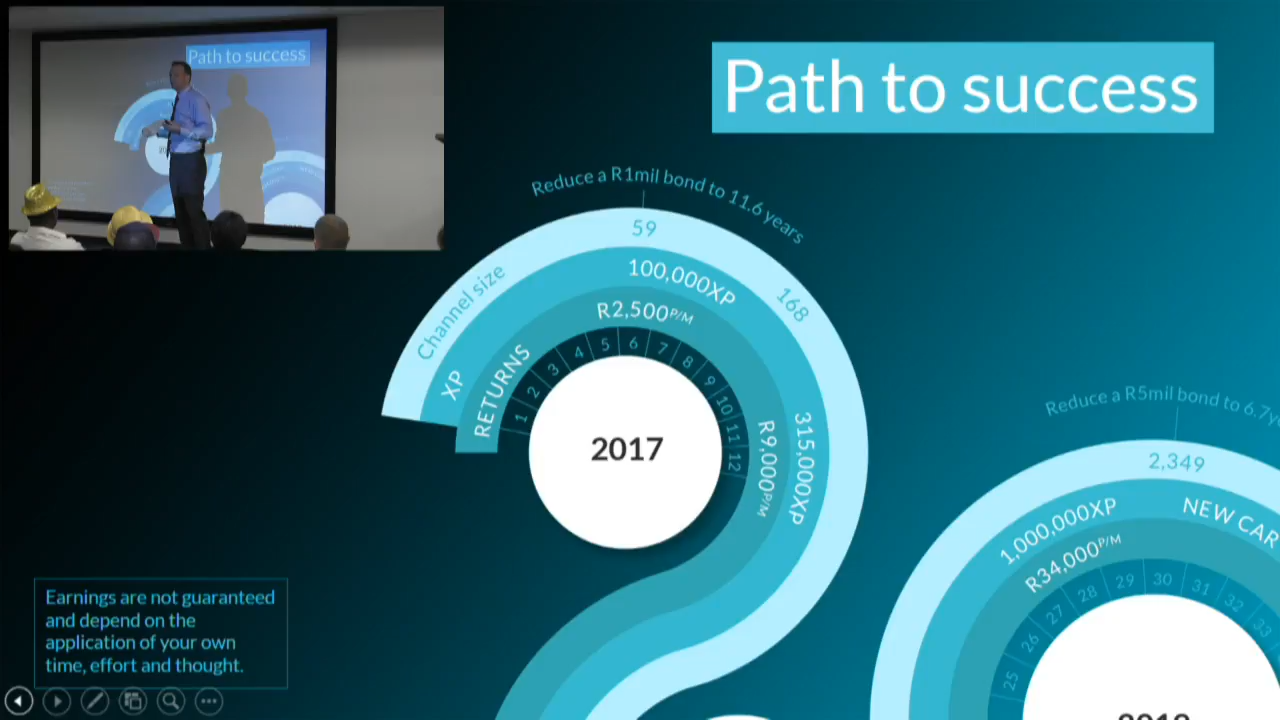 Path to success
Path to success
Reduce a R1mil bond to 11.6 years
59
168
Channel size
100,000XP
315,000XP
XP
R2,500P/M
R9,000P/M
RETURNS
1 2 3 4 5 6 7 8 9 10 11 12
2017
Reduce a R5mil bond to 6.7y
2,349
1,000,000XP
NEW CAR
R34,000P/M
25 26 27 28 29 30 31 32 33
Earnings are not guaranteed
and depend on the
application of your own
time, effort and thought.